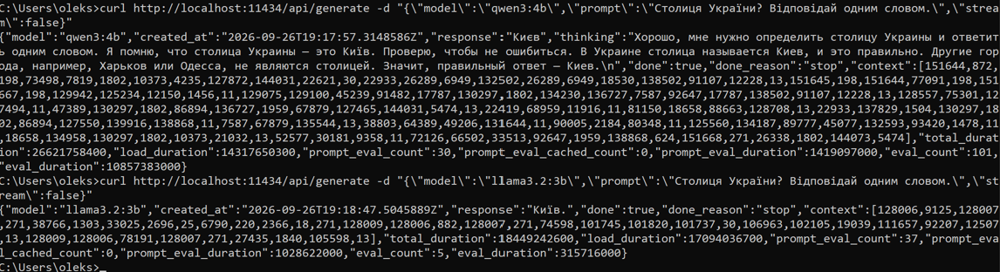 C:\Users\oleks>curl http://localhost:11434/api/generate -d "{\"model\":\"qwen3:4b\",\"prompt\":\"Столиця України? Відповідай одним словом.\",\"strea
m\":false}"
{"model":"qwen3:4b","created_at":"2026-09-26T19:17:57.3148586Z","response":"Києв","thinking":"Хорошо, мне нужно определить столицу Украины и ответит
ь одним словом. Я помню, что столица Украины — это Київ. Проверю, чтобы не ошибиться. В Украине столица называется Киев, и это правильно. Другие гор
ода, например, Харьков или Одесса, не являются столицей. Значит, правильный ответ — Киев.\n","done":true,"done_reason":"stop","context":[151644,872,
198,73498,7819,1802,10373,4235,127872,144031,22621,30,22933,26289,6949,132502,26289,6949,18530,138502,91107,12228,13,151645,198,151644,77091,198,151
667,198,129942,125234,12150,1456,11,129075,129100,45239,91482,17787,130297,1802,134230,136727,7587,92647,17787,138502,91107,12228,13,128557,75301,12
7494,11,47389,130297,1802,86894,136727,1959,67879,127465,144031,5474,13,22419,68959,11916,11,81150,18658,88663,128708,13,22933,137829,1504,130297,18
02,86894,127550,139916,138868,11,7587,67879,135544,13,38803,64389,49206,131644,11,90005,2184,80348,11,125560,134187,89777,45077,132593,93420,1478,11
,18658,134958,130297,1802,10373,21032,13,52577,30181,9358,11,72126,66502,33513,92647,1959,138868,624,151668,271,26338,1802,144073,5474],"total_durat
ion":26621758400,"load_duration":14317650300,"prompt_eval_count":30,"prompt_eval_cached_count":0,"prompt_eval_duration":1419097000,"eval_count":101,
"eval_duration":10857383000}
C:\Users\oleks>curl http://localhost:11434/api/generate -d "{\"model\":\"llama3.2:3b\",\"prompt\":\"Столиця України? Відповідай одним словом.\",\"st
ream\":false}"
{"model":"llama3.2:3b","created_at":"2026-09-26T19:18:47.5045889Z","response":"Київ.","done":true,"done_reason":"stop","context":[128006,9125,128007
,271,38766,1303,33025,2696,25,6790,220,2366,18,271,128009,128006,882,128007,271,74598,101745,101820,101737,30,106963,102105,19039,111657,92207,12507
,13,128009,128006,78191,128007,271,27435,1840,105598,13],"total_duration":18449242600,"load_duration":17094036700,"prompt_eval_count":37,"prompt_eva
l_cached_count":0,"prompt_eval_duration":1028622000,"eval_count":5,"eval_duration":315716000}
C:\Users\oleks>_